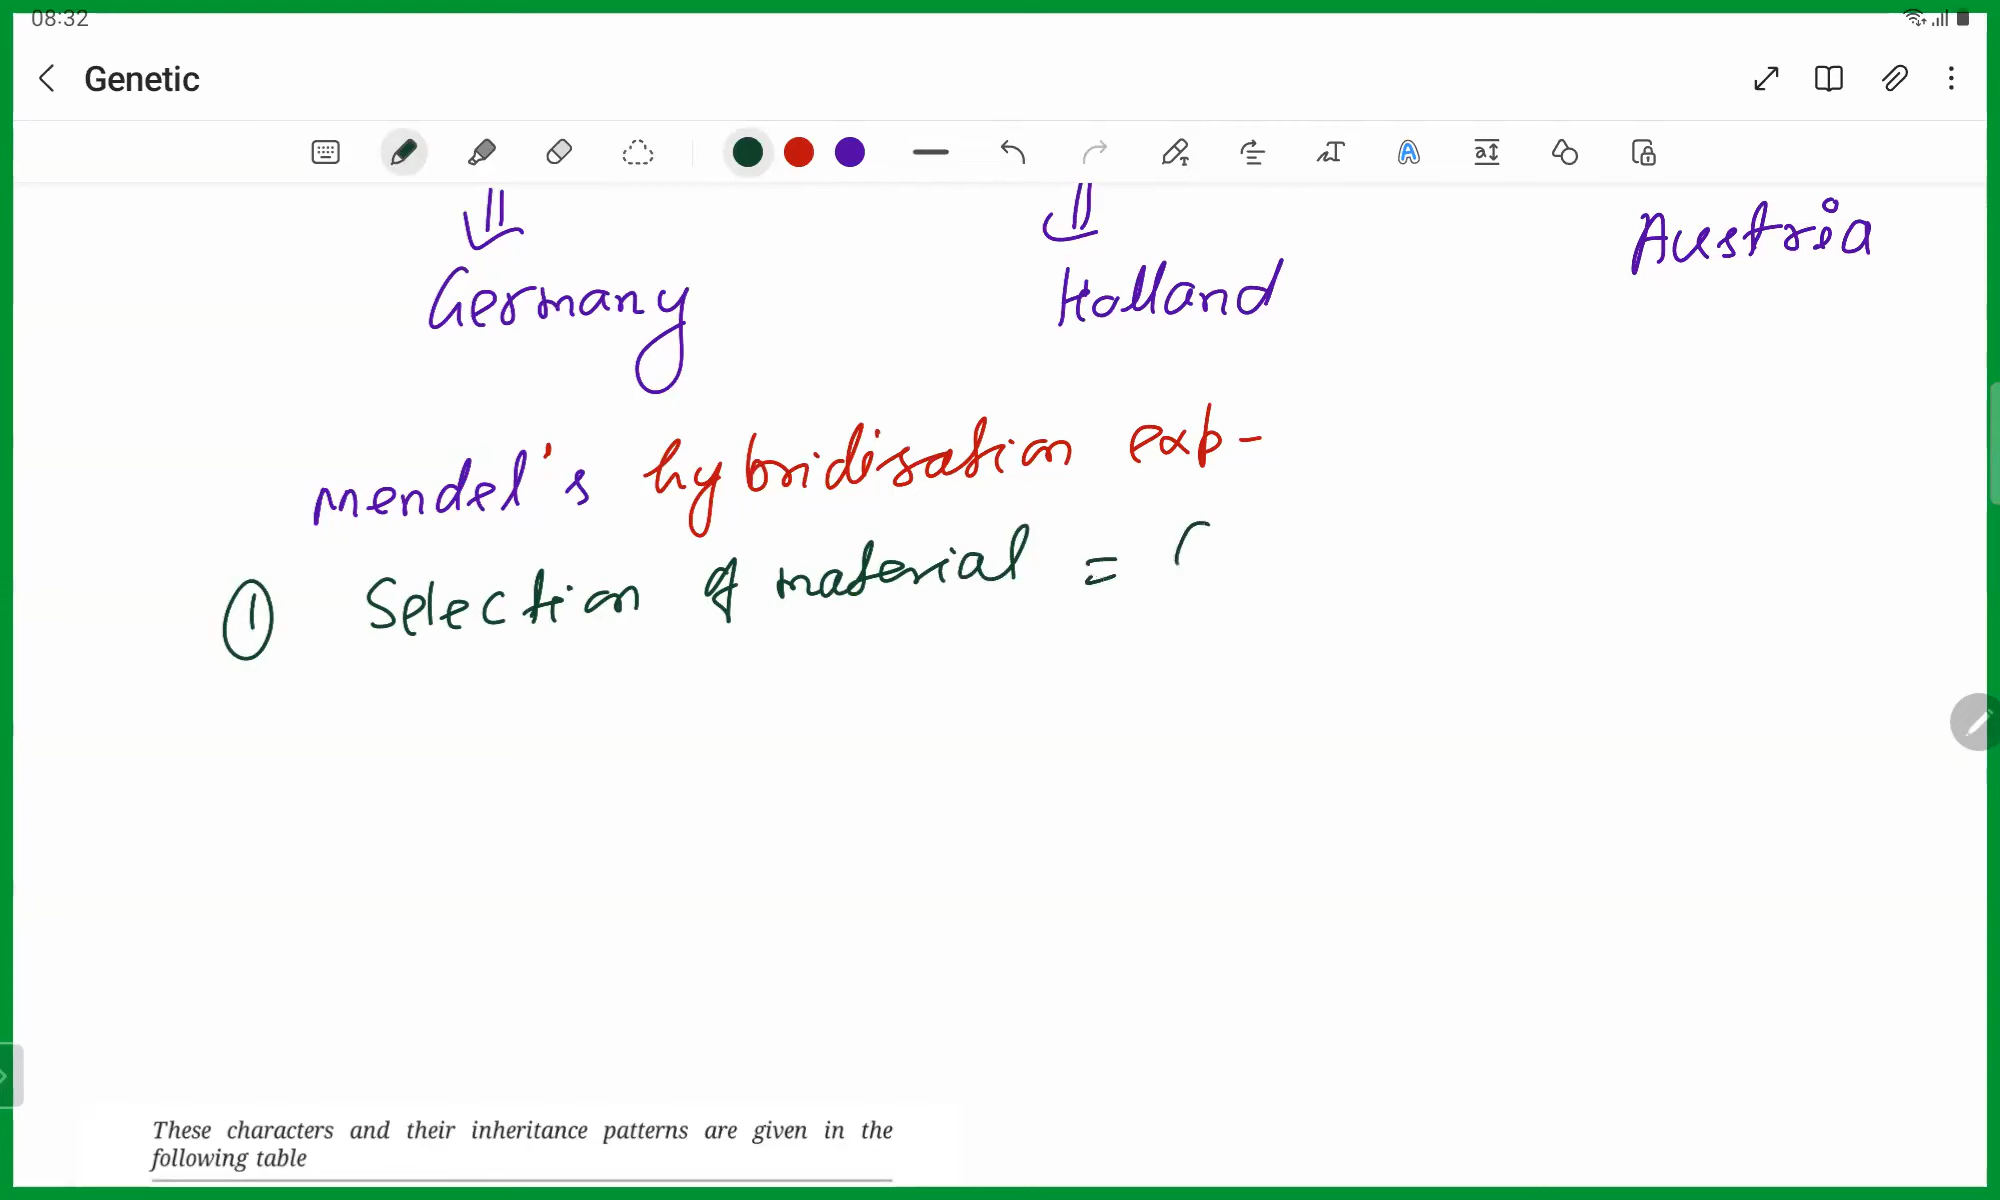 08:32
Genetic
Germany Holland Austria
Mendel's hybridisation exp-
① Selection of material = (
These characters and their inheritance patterns are given in the
following table